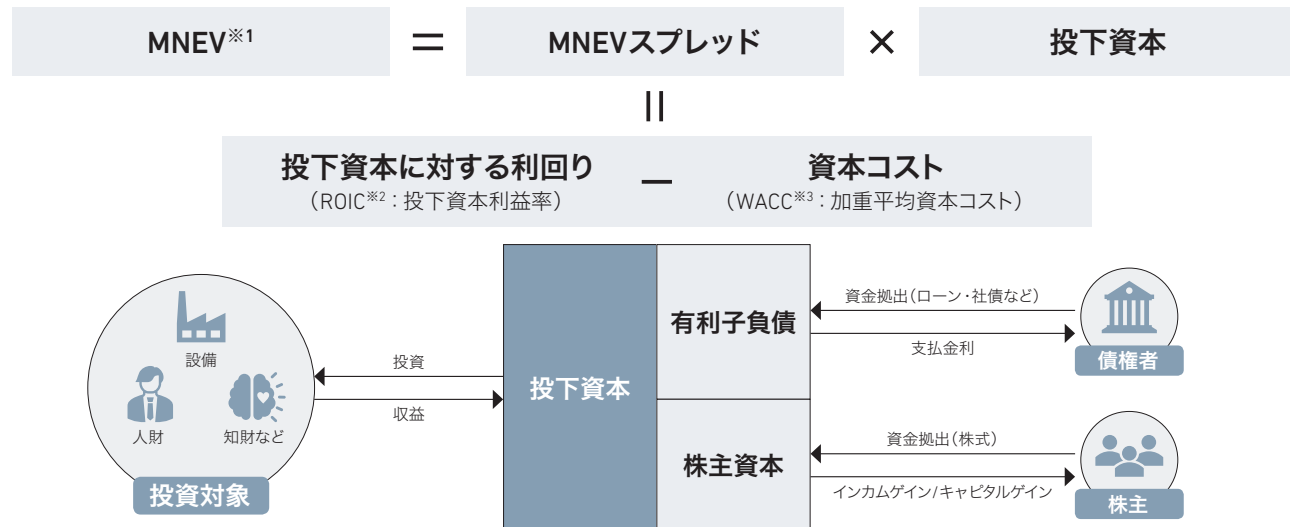 MNEV※1 = MNEVスプレッド × 投下資本
=
投下資本に対する利回り ー 資本コスト
(ROIC※2:投下資本利益率) (WACC※3:加重平均資本コスト)
設備
人財
知財など
投資対象
投資
収益
投下資本
有利子負債
株主資本
資金拠出(ローン・社債など)
支払金利
債権者
資金拠出(株式)
インカムゲイン/キャピタルゲイン
株主